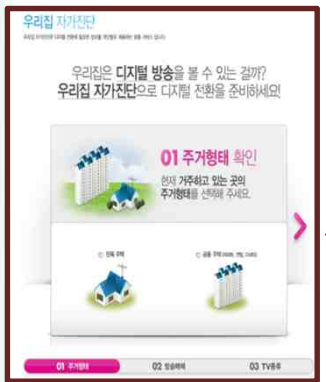 우리집 자가진단
우리집은 디지털 방송을 볼 수 있는 걸까?
우리집 자가진단으로 디지털 전환을 준비하세요!
01 주거형태 확인
현재 거주하고 있는 곳의
주거형태를 선택해 주세요.
단독 주택
공동 주택
01 주거형태
02 방송매체
03 TV종류